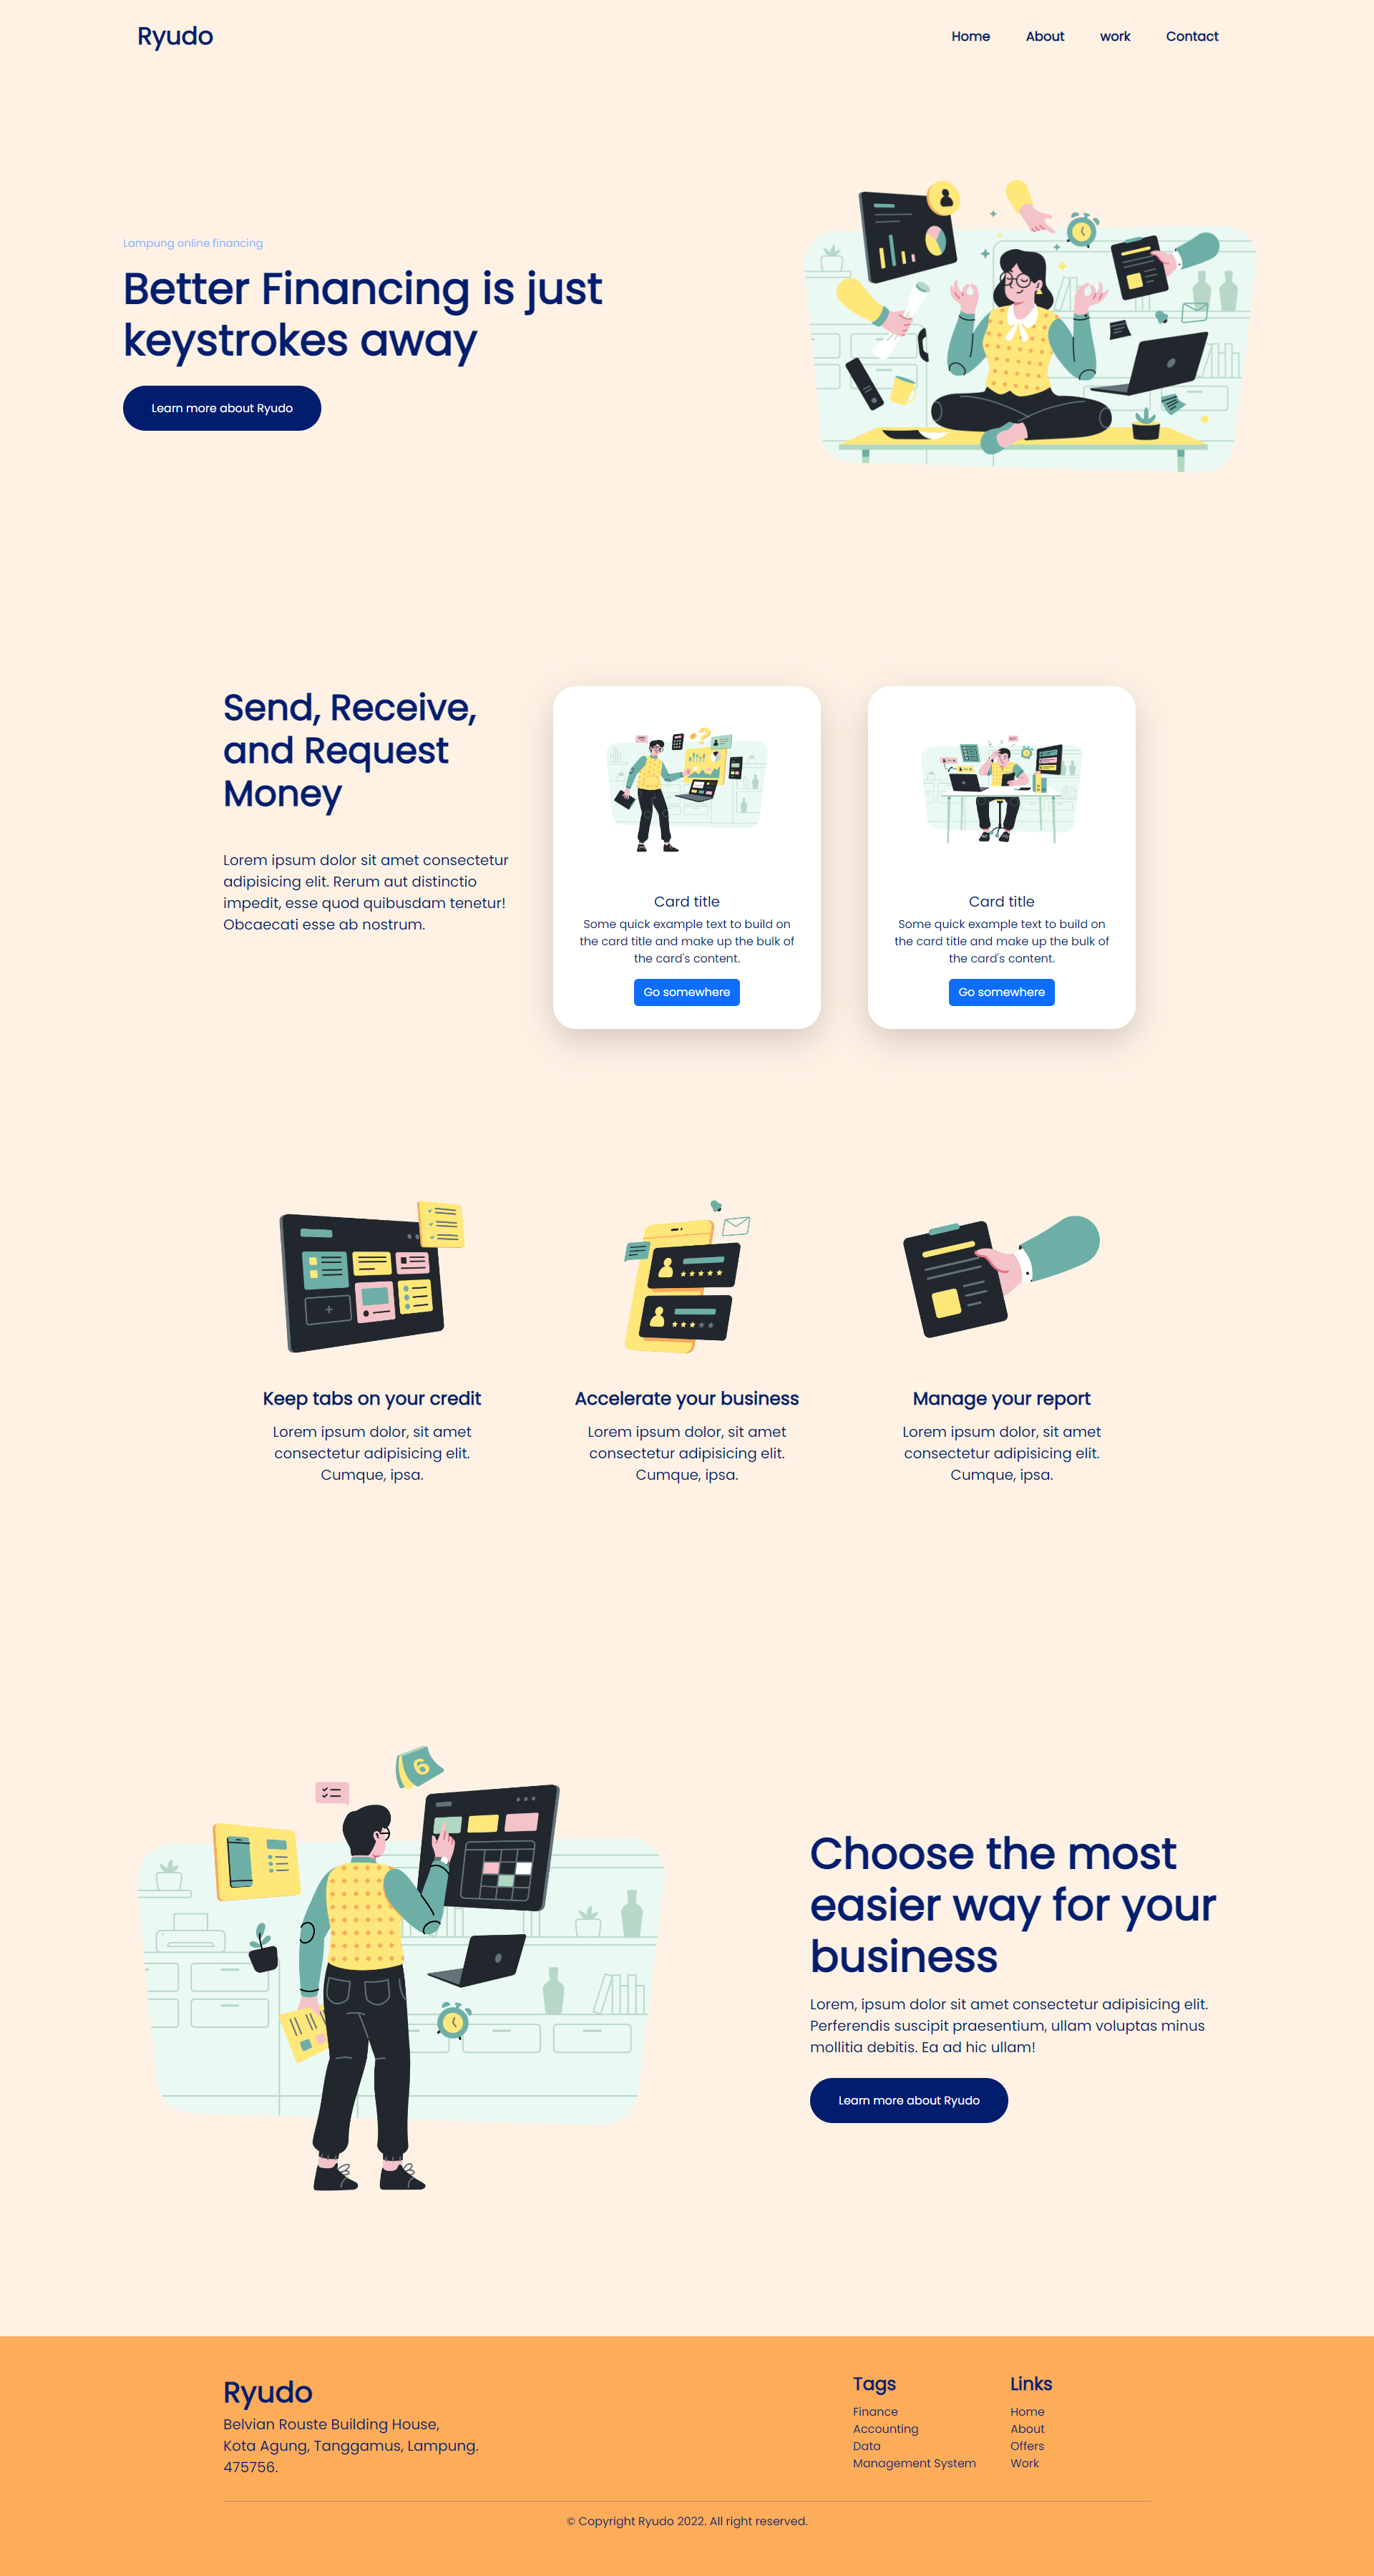 Ryudo
Home About work Contact
Lampung online financing
Better Financing is just
keystrokes away
Learn more about Ryudo
Send, Receive,
and Request
Money
Lorem ipsum dolor sit amet consectetur
adipisicing elit. Rerum aut distinctio
impedit, esse quod quibusdam tenetur!
Obcaecati esse ab nostrum.
Card title
Some quick example text to build on
the card title and make up the bulk of
the card's content.
Go somewhere
Card title
Some quick example text to build on
the card title and make up the bulk of
the card's content.
Go somewhere
Keep tabs on your credit
Lorem ipsum dolor, sit amet
consectetur adipisicing elit.
Cumque, ipsa.
Accelerate your business
Lorem ipsum dolor, sit amet
consectetur adipisicing elit.
Cumque, ipsa.
Manage your report
Lorem ipsum dolor, sit amet
consectetur adipisicing elit.
Cumque, ipsa.
6
Choose the most
easier way for your
business
Lorem, ipsum dolor sit amet consectetur adipisicing elit.
Perferendis suscipit praesentium, ullam voluptas minus
mollitia debitis. Ea ad hic ullam!
Learn more about Ryudo
Ryudo
Belvian Rouste Building House,
Kota Agung, Tanggamus, Lampung.
475756.
Tags
Finance
Accounting
Data
Management System
Links
Home
About
Offers
Work
© Copyright Ryudo 2022. All right reserved.